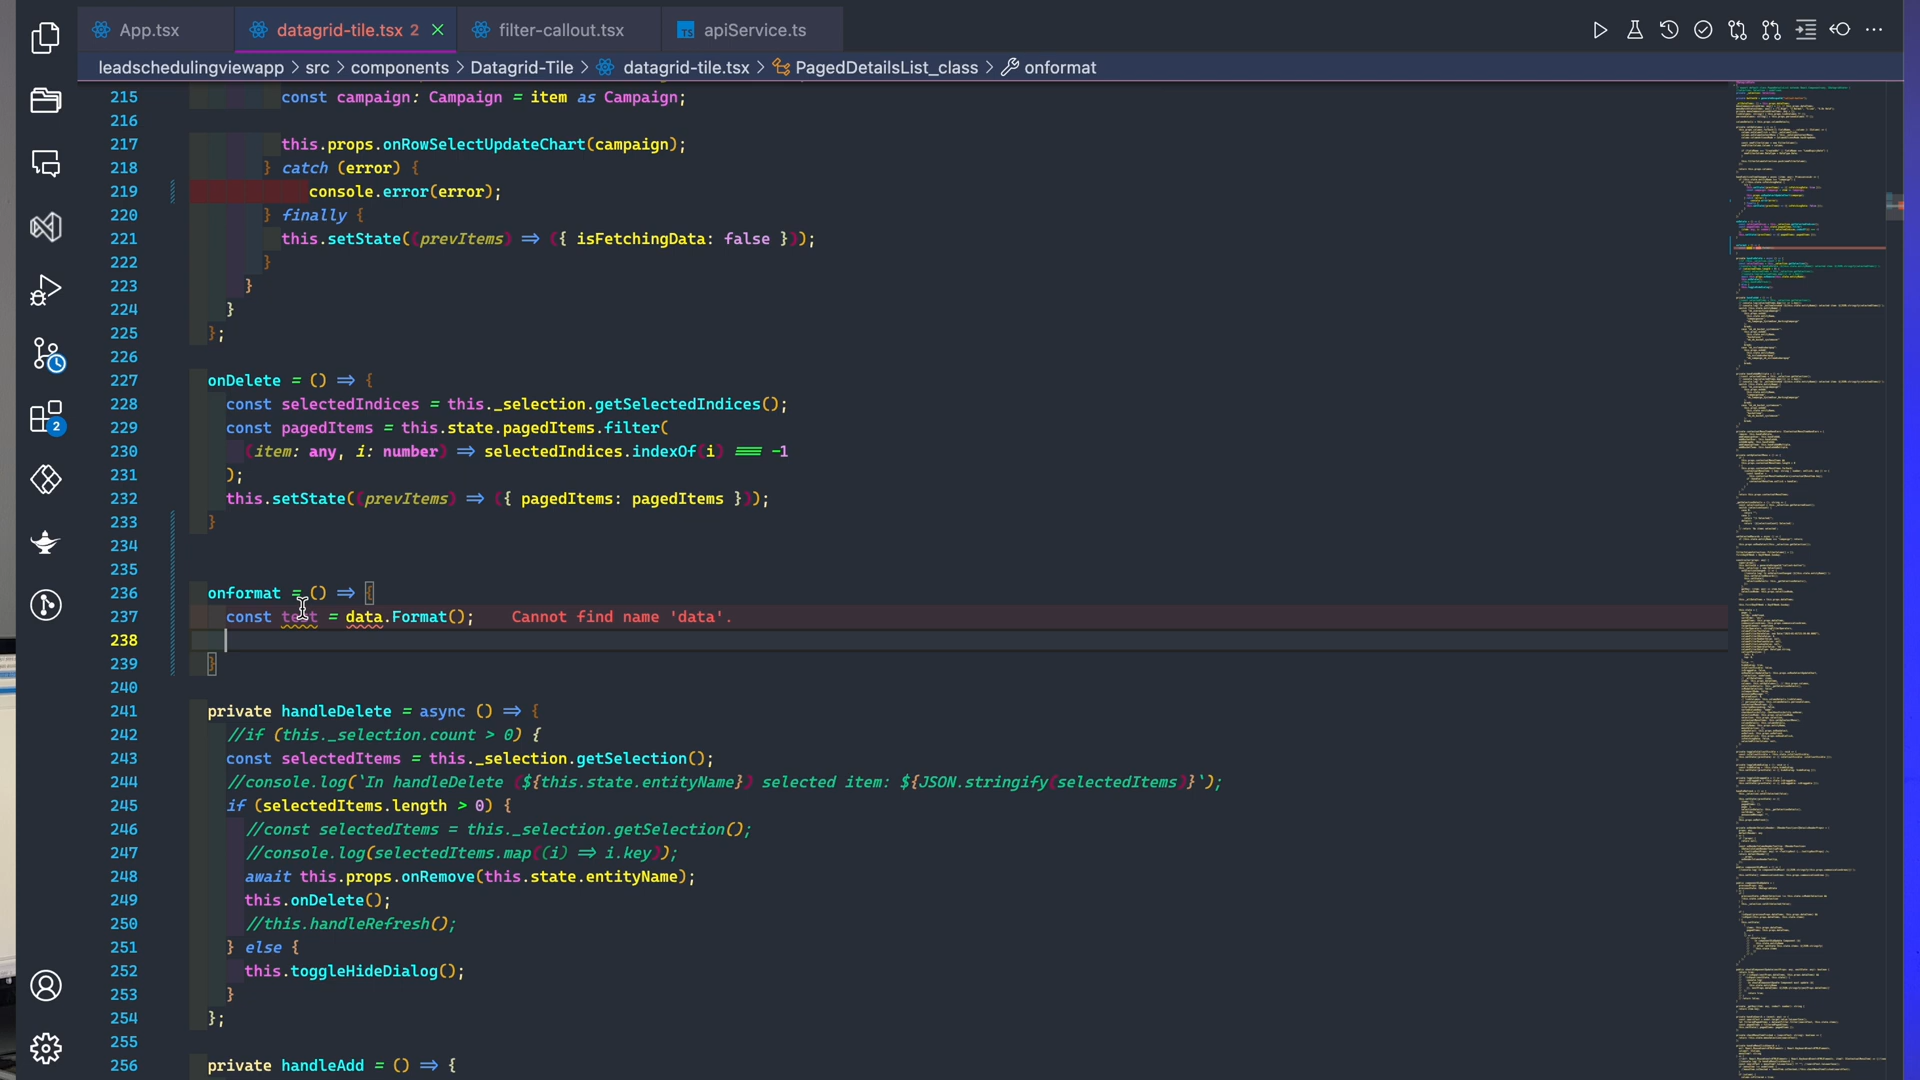 App.tsx
datagrid-tile.tsx 2
filter-callout.tsx
TS apiService.ts
leadschedulingviewapp > src > components > Datagrid-Tile > datagrid-tile.tsx > PagedDetailsList_class > onformat
215 const campaign: Campaign = item as Campaign;
216
217 this.props.onRowSelectUpdateChart(campaign);
218 } catch (error) {
219 console.error(error);
220 } finally {
221 this.setState((prevItems) => ({ isFetchingData: false }));
222 }
223 }
224 }
225 };
226
227 onDelete = () => {
228 const selectedIndices = this._selection.getSelectedIndices();
229 const pagedItems = this.state.pagedItems.filter(
230 (item: any, i: number) => selectedIndices.indexOf(i) === -1
231 );
232 this.setState((prevItems) => ({ pagedItems: pagedItems }));
233 }
234
235
236 onformat = () => {
237 const test = data.Format(); Cannot find name 'data'.
238
239 }
240
241 private handleDelete = async () => {
242 //if (this._selection.count > 0) {
243 const selectedItems = this._selection.getSelection();
244 //console.log(`In handleDelete (${this.state.entityName}) selected item: ${JSON.stringify(selectedItems)}`);
245 if (selectedItems.length > 0) {
246 //const selectedItems = this._selection.getSelection();
247 //console.log(selectedItems.map((i) => i.key));
248 await this.props.onRemove(this.state.entityName);
249 this.onDelete();
250 //this.handleRefresh();
251 } else {
252 this.toggleHideDialog();
253 }
254 };
255
256 private handleAdd = () => {
2